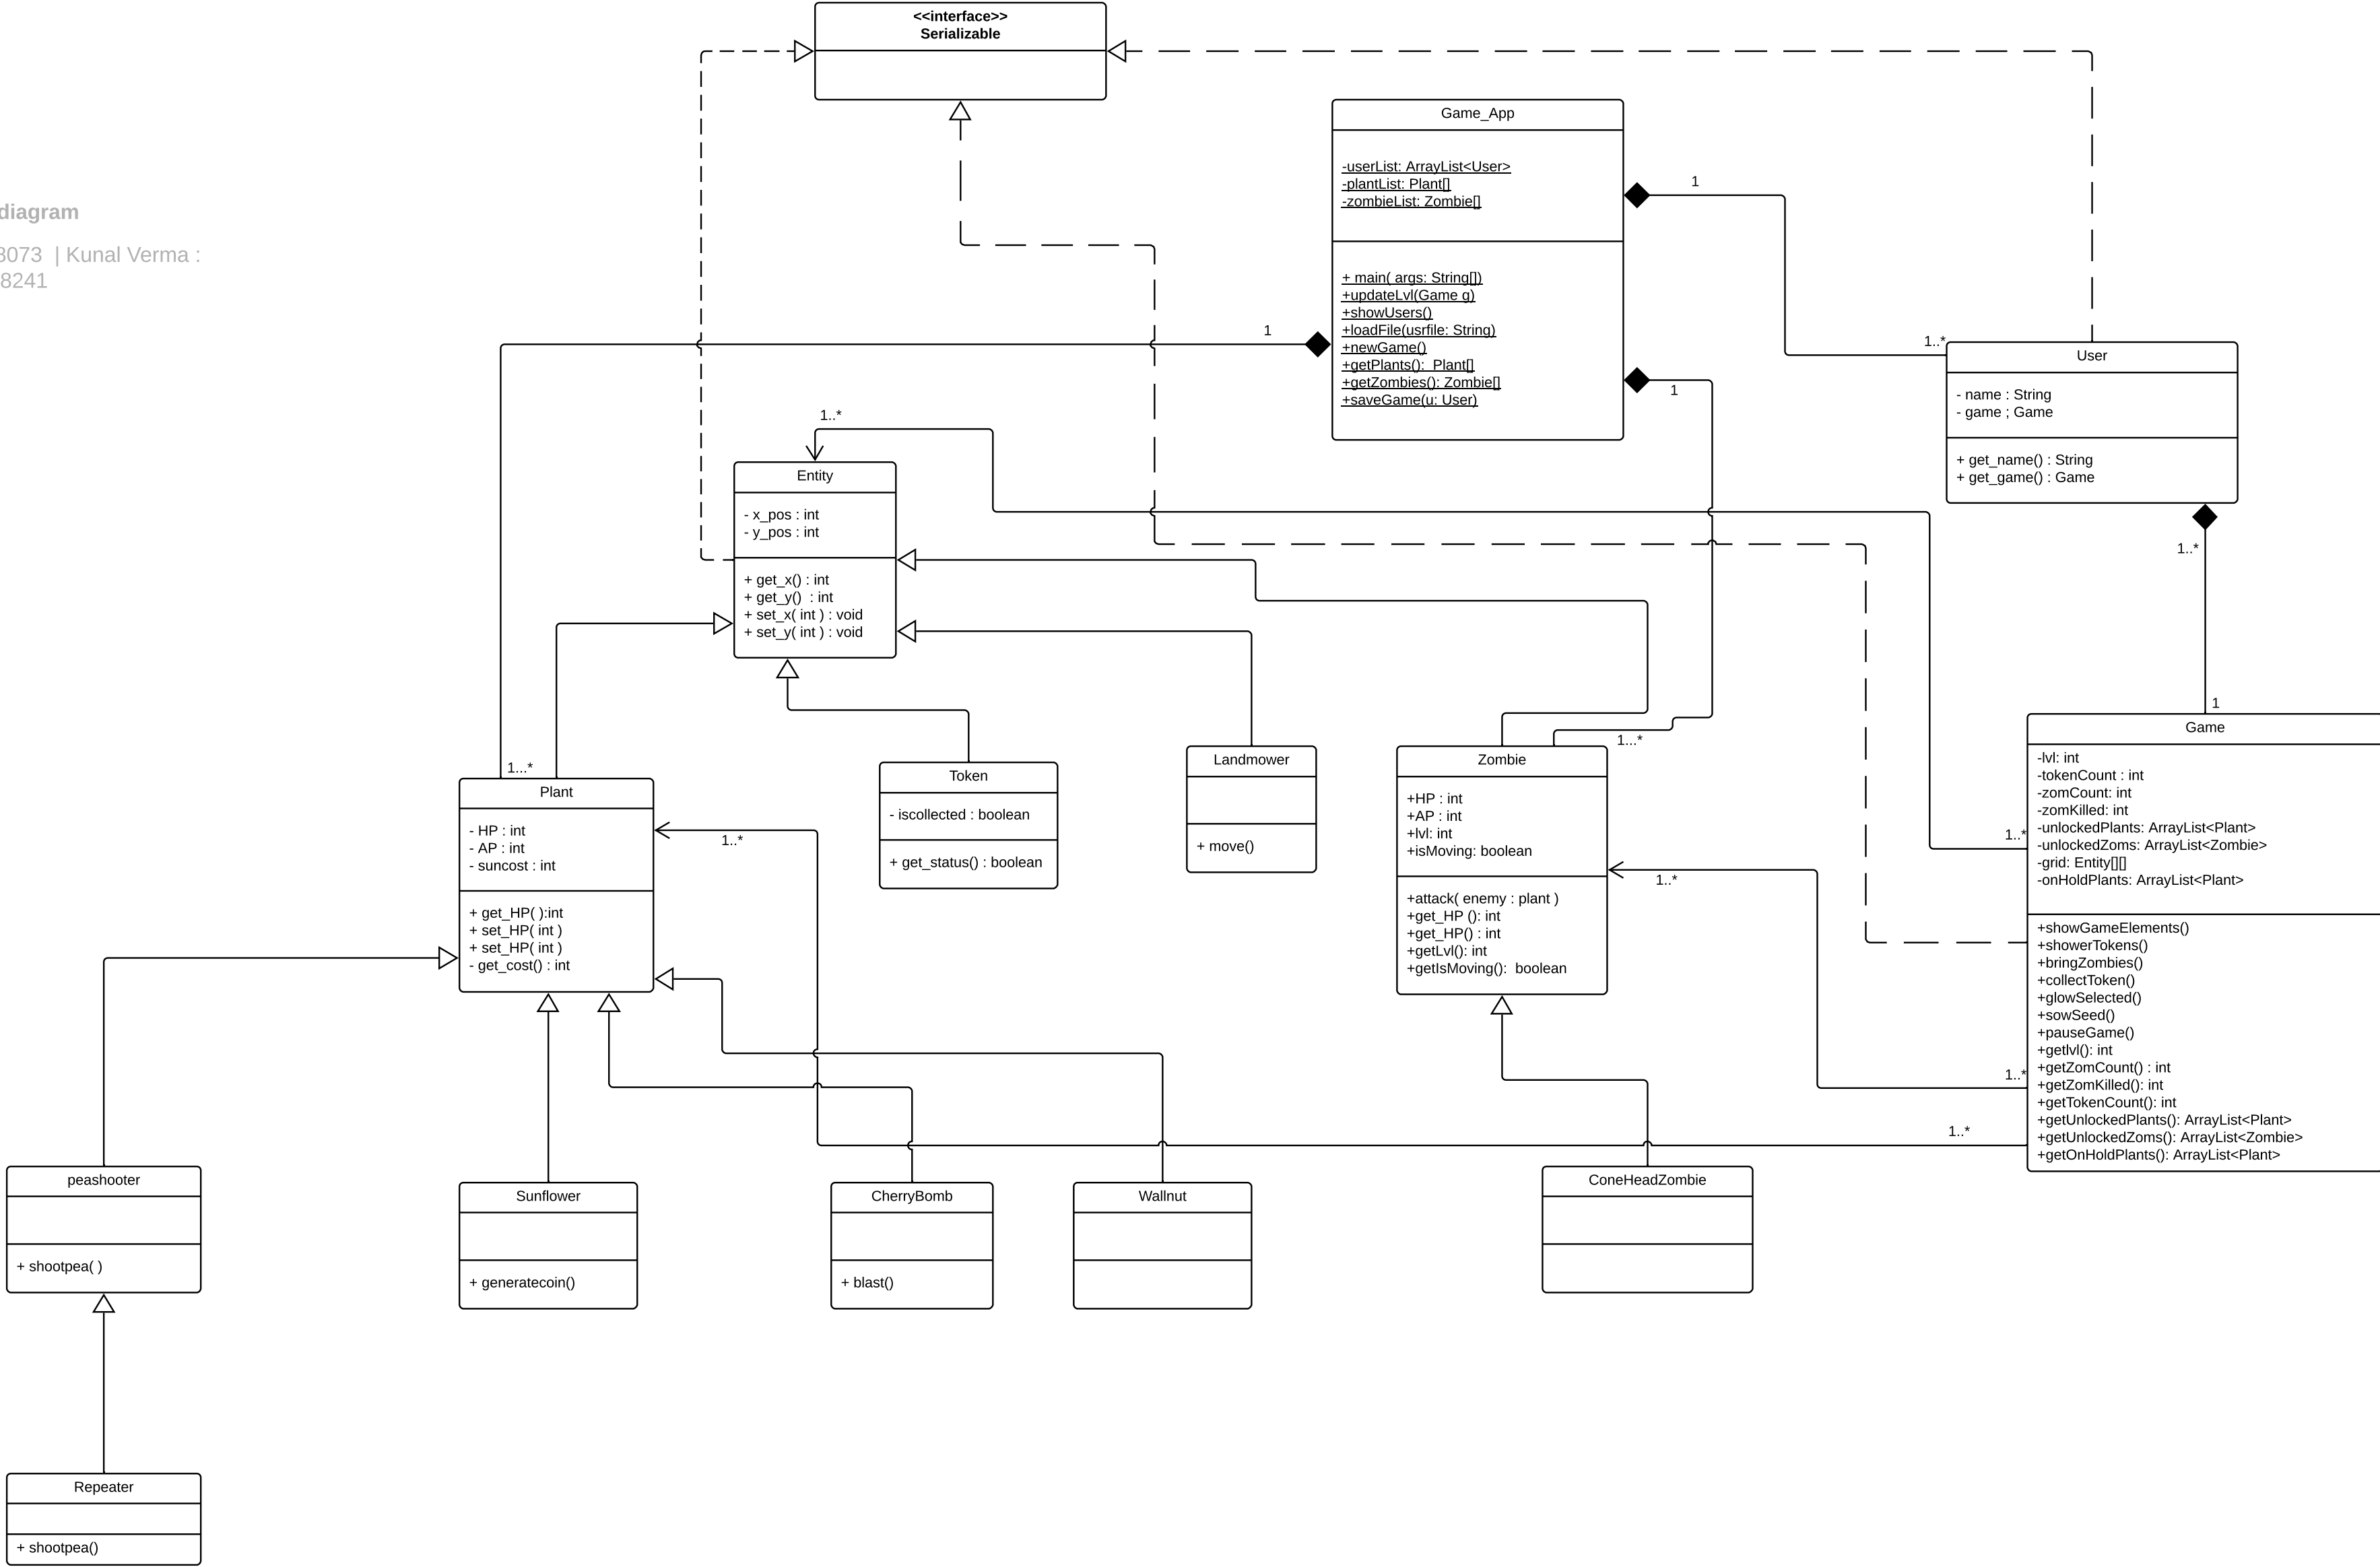 <<interface>>
Serializable
diagram
8073 | Kunal Verma :
8241
Game_App
-userList: ArrayList<User>
-plantList: Plant[]
-zombieList: Zombie[]
+ main( args: String[])
+updateLvl(Game g)
+showUsers()
+loadFile(usrfile: String)
+newGame()
+getPlants():  Plant[]
+getZombies(): Zombie[]
+saveGame(u: User)
1
1
1
1..*
User
- name : String
- game ; Game
+ get_name() : String
+ get_game() : Game
1..*
1
1..*
Entity
- x_pos : int
- y_pos : int
+ get_x() : int
+ get_y()  : int
+ set_x( int ) : void
+ set_y( int ) : void
1...*
Plant
- HP : int
- AP : int
- suncost : int
+ get_HP( ):int
+ set_HP( int )
+ set_HP( int )
- get_cost() : int
1..*
Token
- iscollected : boolean
+ get_status() : boolean
Landmower
+ move()
1...*
Zombie
+HP : int
+AP : int
+lvl: int
+isMoving: boolean
+attack( enemy : plant )
+get_HP (): int
+get_HP() : int
+getLvl(): int
+getIsMoving():  boolean
1..*
1..*
1..*
1..*
Game
-lvl: int
-tokenCount : int
-zomCount: int
-zomKilled: int
-unlockedPlants: ArrayList<Plant>
-unlockedZoms: ArrayList<Zombie>
-grid: Entity[][]
-onHoldPlants: ArrayList<Plant>
+showGameElements()
+showerTokens()
+bringZombies()
+collectToken()
+glowSelected()
+sowSeed()
+pauseGame()
+getlvl(): int
+getZomCount() : int
+getZomKilled(): int
+getTokenCount(): int
+getUnlockedPlants(): ArrayList<Plant>
+getUnlockedZoms(): ArrayList<Zombie>
+getOnHoldPlants(): ArrayList<Plant>
peashooter
+ shootpea( )
Sunflower
+ generatecoin()
CherryBomb
+ blast()
Wallnut
ConeHeadZombie
Repeater
+ shootpea()